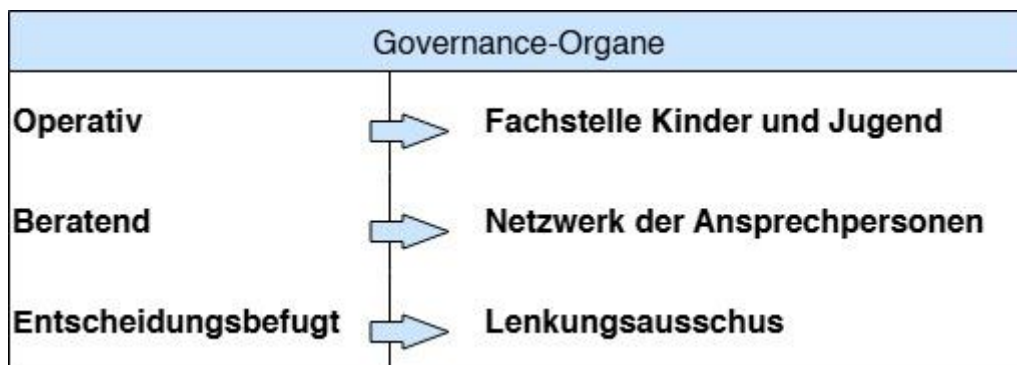 Governance-Organe
Operativ Fachstelle Kinder und Jugend
Beratend Netzwerk der Ansprechpersonen
Entscheidungsbefugt Lenkungsausschus